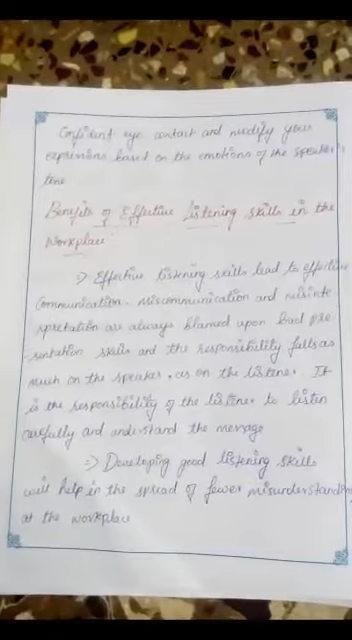 Confident eye contact and modify your
expressions based on the emotions of the speaker's
tone
Benefits of Effective Listening skills in the
workplace:
=> Effective listening skills lead to effective
communication. miscommunication and misinte
spretation are always blamed upon bad pre
-sentation skills and the responsibility falls as
much on the speaker, as on the listener. It
is the responsibility of the listener to listen
carefully and understand the message
=> Developing good listening skills
will help in the spread of fewer misunderstanding
at the workplace